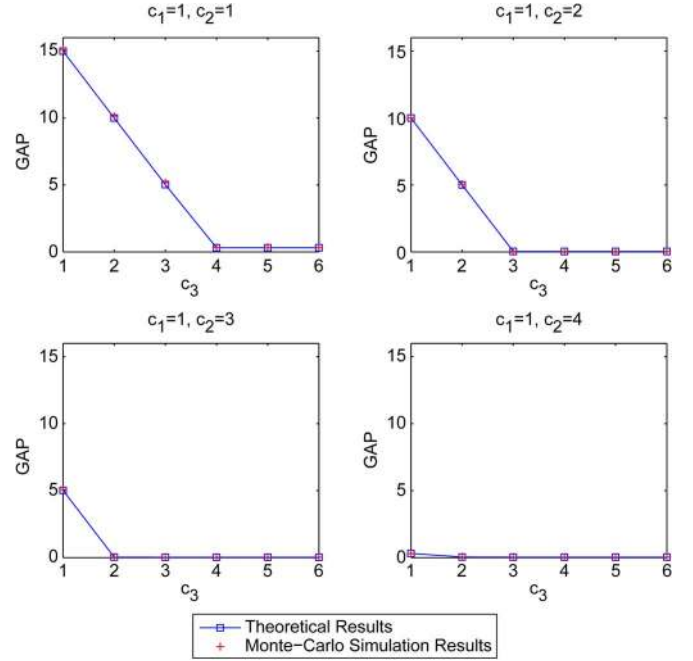 c1=1, c2=1
15
10
5
0
GAP
1 2 3 4 5 6
c3
c1=1, c2=2
15
10
5
0
GAP
1 2 3 4 5 6
c3
c1=1, c2=3
15
10
5
0
GAP
1 2 3 4 5 6
c3
c1=1, c2=4
15
10
5
0
GAP
1 2 3 4 5 6
c3
Theoretical Results
Monte−Carlo Simulation Results